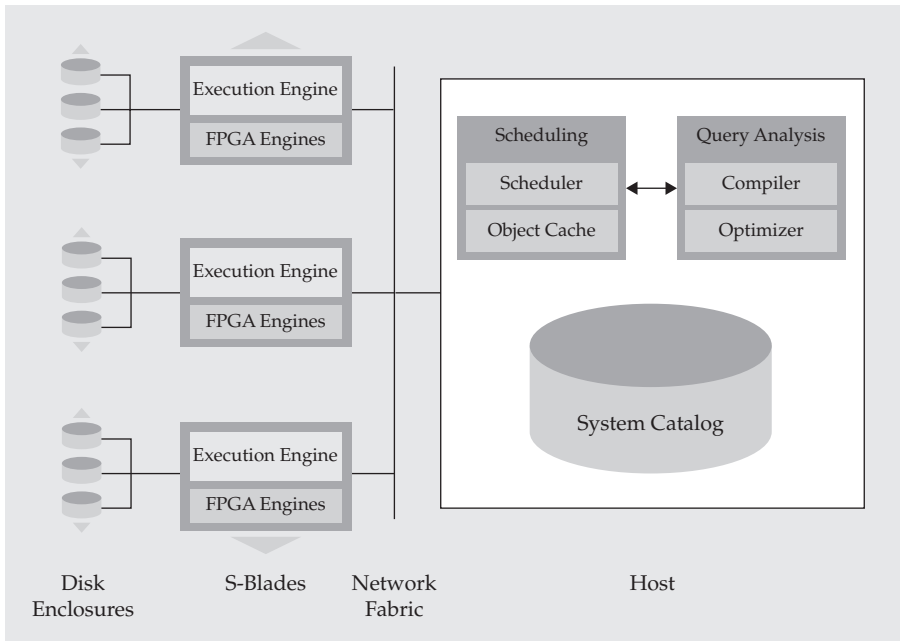 Execution Engine
FPGA Engines
Execution Engine
FPGA Engines
Execution Engine
FPGA Engines
Scheduling
Scheduler
Object Cache
Query Analysis
Compiler
Optimizer
System Catalog
Disk
Enclosures
S-Blades
Network
Fabric
Host